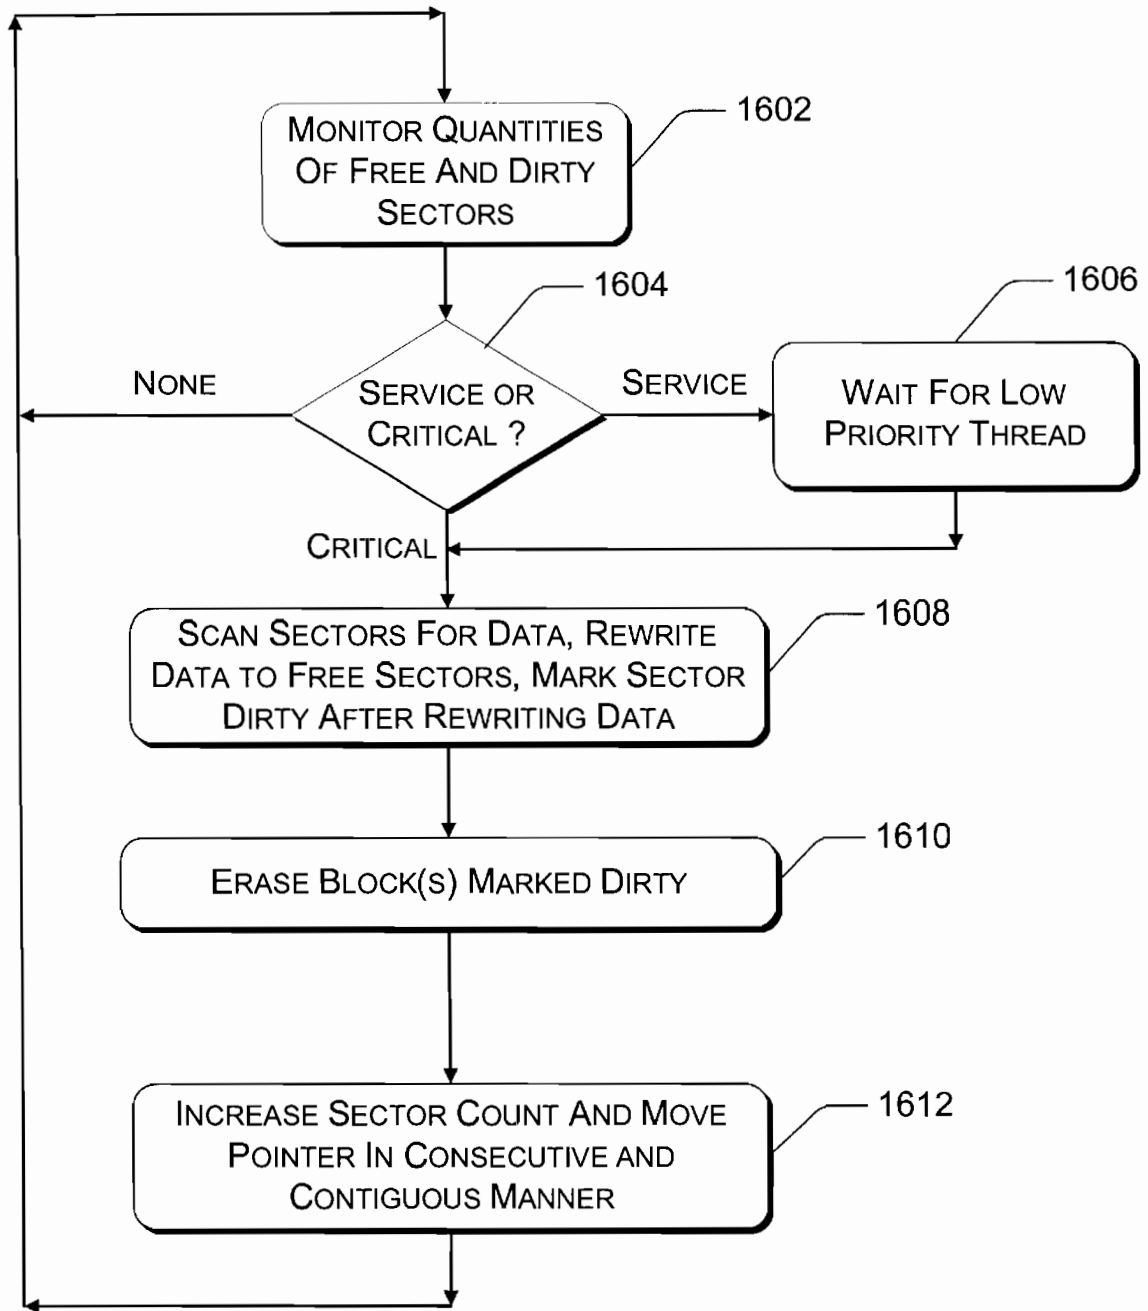 MONITOR QUANTITIES
OF FREE AND DIRTY
SECTORS
1602
1604
1606
NONE
SERVICE OR
CRITICAL ?
SERVICE
WAIT FOR LOW
PRIORITY THREAD
CRITICAL
SCAN SECTORS FOR DATA, REWRITE
DATA TO FREE SECTORS, MARK SECTOR
DIRTY AFTER REWRITING DATA
1608
ERASE BLOCK(S) MARKED DIRTY
1610
INCREASE SECTOR COUNT AND MOVE
POINTER IN CONSECUTIVE AND
CONTIGUOUS MANNER
1612